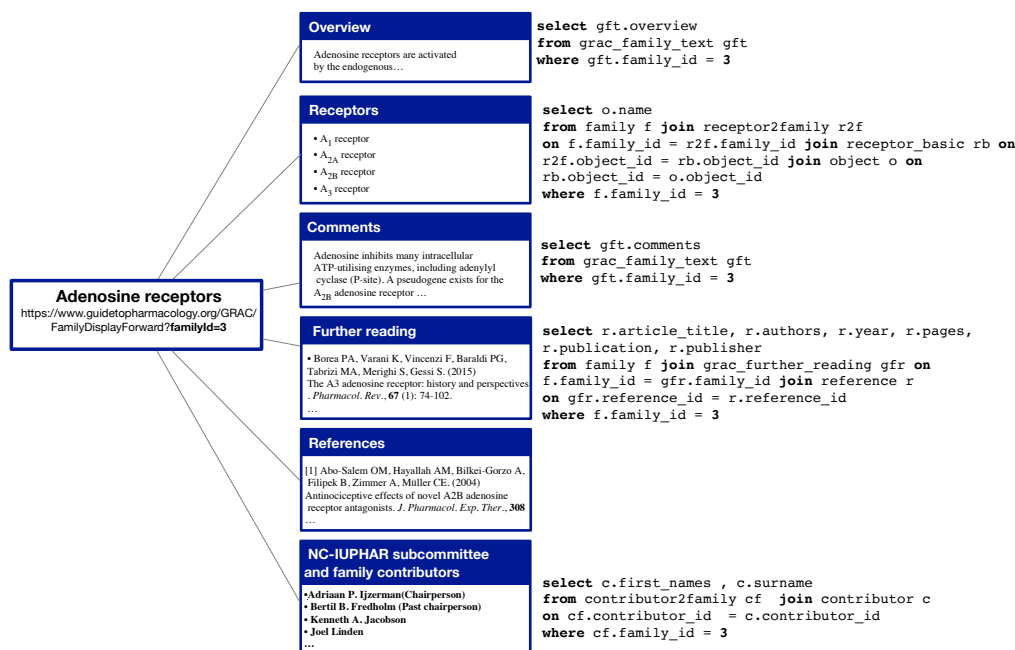 Adenosine receptors
https://www.guidetopharmacology.org/GRAC/
FamilyDisplayForward?familyId=3
Overview
Adenosine receptors are activated
by the endogenous…
select gft.overview
from grac_family_text gft
where gft.family_id = 3
Receptors
• A1 receptor
• A2A receptor
• A2B receptor
• A3 receptor
select o.name
from family f join receptor2family r2f
on f.family_id = r2f.family_id join receptor_basic rb on
r2f.object_id = rb.object_id join object o on
rb.object_id = o.object_id
where f.family_id = 3
Comments
Adenosine inhibits many intracellular
ATP-utilising enzymes, including adenylyl
cyclase (P-site). A pseudogene exists for the
A2B adenosine receptor …
select gft.comments
from grac_family_text gft
where gft.family_id = 3
Further reading
• Borea PA, Varani K, Vincenzi F, Baraldi PG,
Tabrizi MA, Merighi S, Gessi S. (2015)
The A3 adenosine receptor: history and perspectives
. Pharmacol. Rev., 67 (1): 74-102.
…
select r.article_title, r.authors, r.year, r.pages,
r.publication, r.publisher
from family f join grac_further_reading gfr on
f.family_id = gfr.family_id join reference r
on gfr.reference_id = r.reference_id
where f.family_id = 3
References
[1] Abo-Salem OM, Hayallah AM, Bilkei-Gorzo A,
Filipek B, Zimmer A, Müller CE. (2004)
Antinociceptive effects of novel A2B adenosine
receptor antagonists. J. Pharmacol. Exp. Ther., 308
…
NC-IUPHAR subcommittee
and family contributors
•Adriaan P. Ijzerman(Chairperson)
• Bertil B. Fredholm (Past chairperson)
• Kenneth A. Jacobson
• Joel Linden
…
select c.first_names , c.surname
from contributor2family cf join contributor c
on cf.contributor_id = c.contributor_id
where cf.family_id = 3